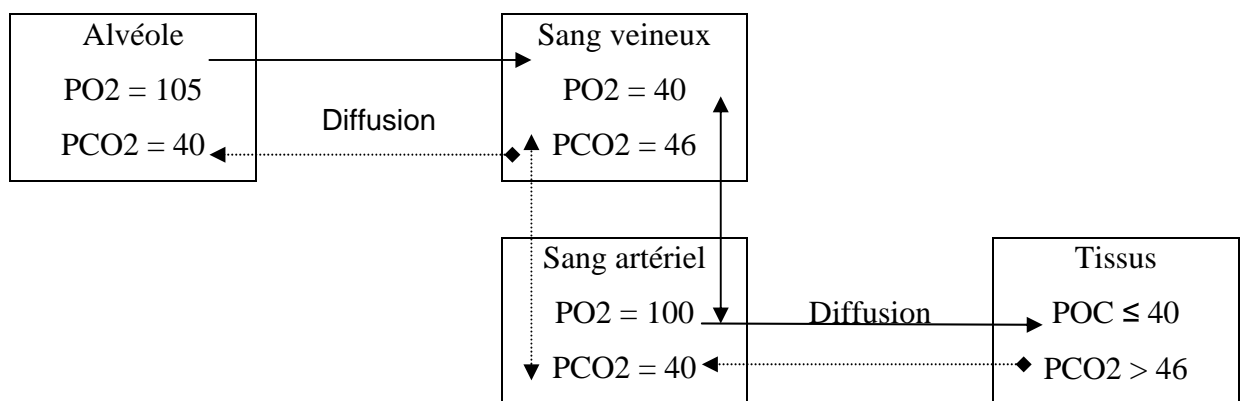 Alvéole
PO2 = 105
PCO2 = 40
Diffusion
Sang veineux
PO2 = 40
PCO2 = 46
Sang artériel
PO2 = 100
PCO2 = 40
Diffusion
Tissus
POC ≤ 40
PCO2 > 46